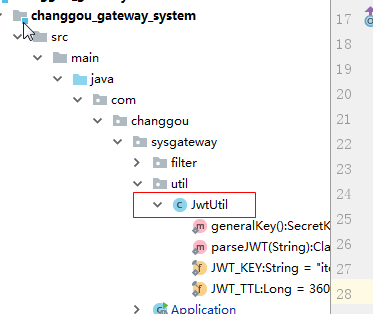 changgou_gateway_system
src
main
java
com
changgou
sysgateway
filter
util
JwtUtil
generalKey():SecretK
parseJWT(String):Cla
JWT_KEY:String = "ite
JWT_TTL:Long = 360
Application
17
18
19
20
21
22
23
24
25
26
27
28